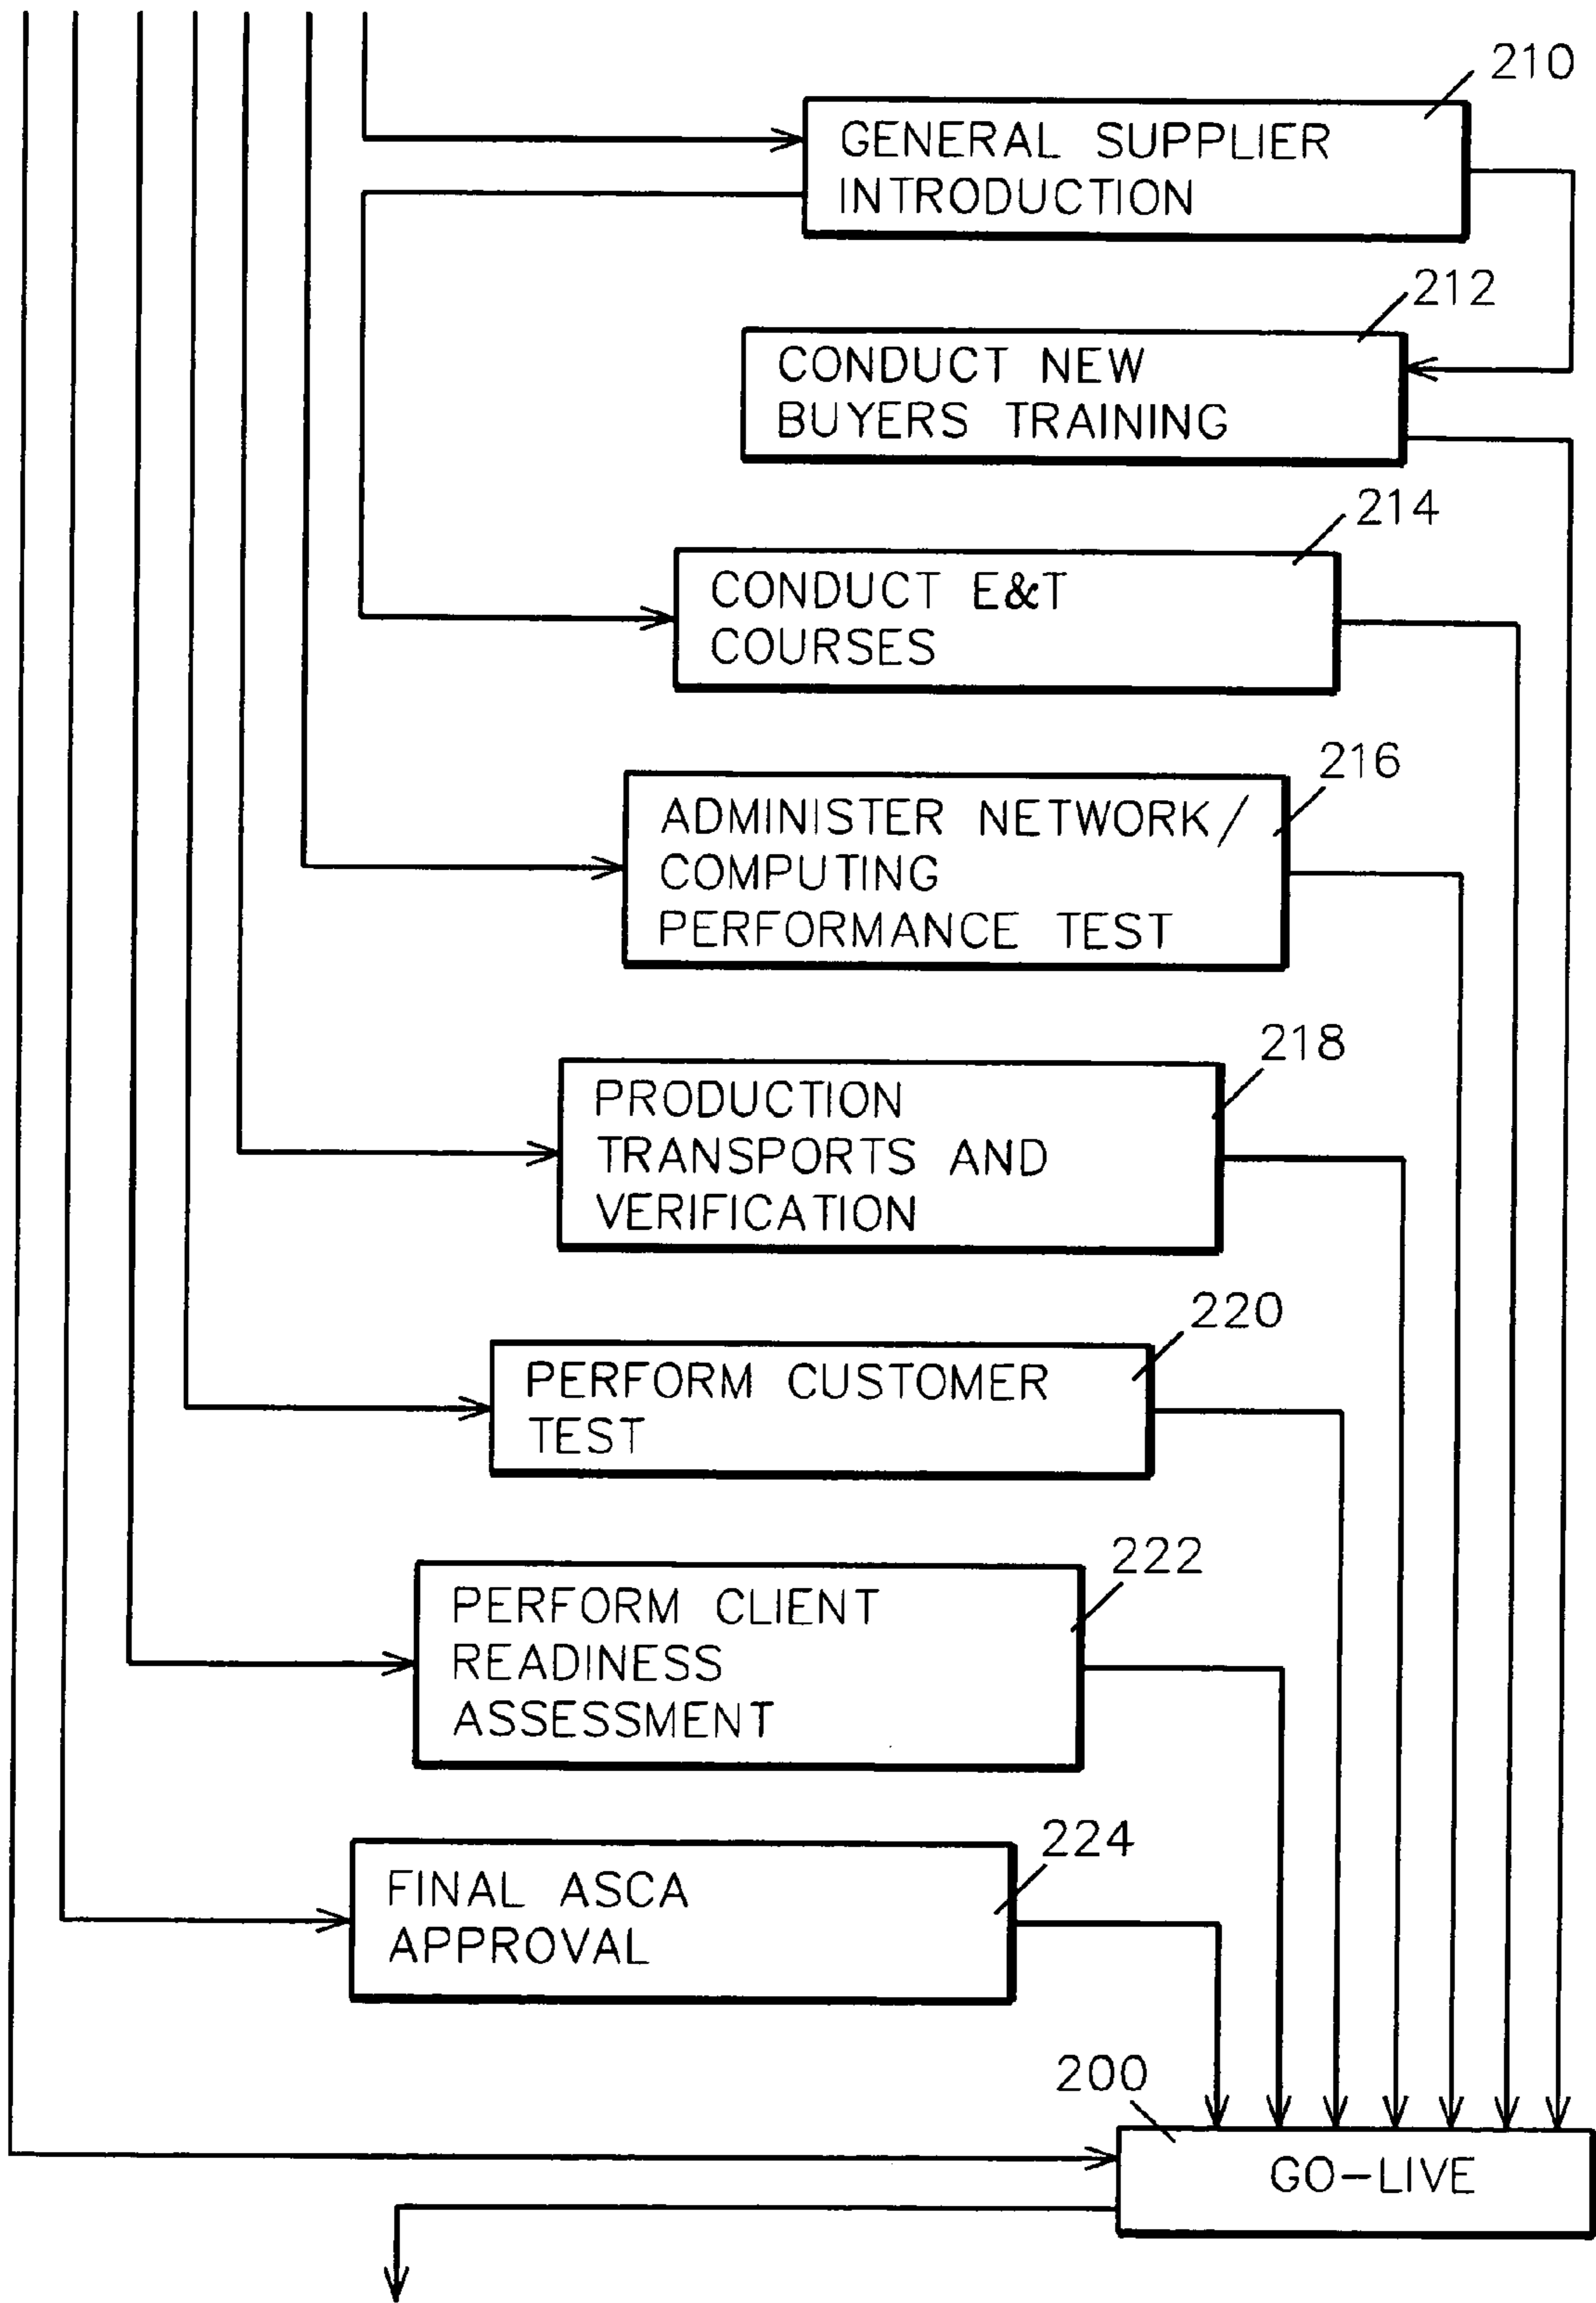 210
GENERAL SUPPLIER
INTRODUCTION
212
CONDUCT NEW
BUYERS TRAINING
214
CONDUCT E&T
COURSES
216
ADMINISTER NETWORK/
COMPUTING
PERFORMANCE TEST
218
PRODUCTION
TRANSPORTS AND
VERIFICATION
220
PERFORM CUSTOMER
TEST
222
PERFORM CLIENT
READINESS
ASSESSMENT
224
FINAL ASCA
APPROVAL
200
GO-LIVE